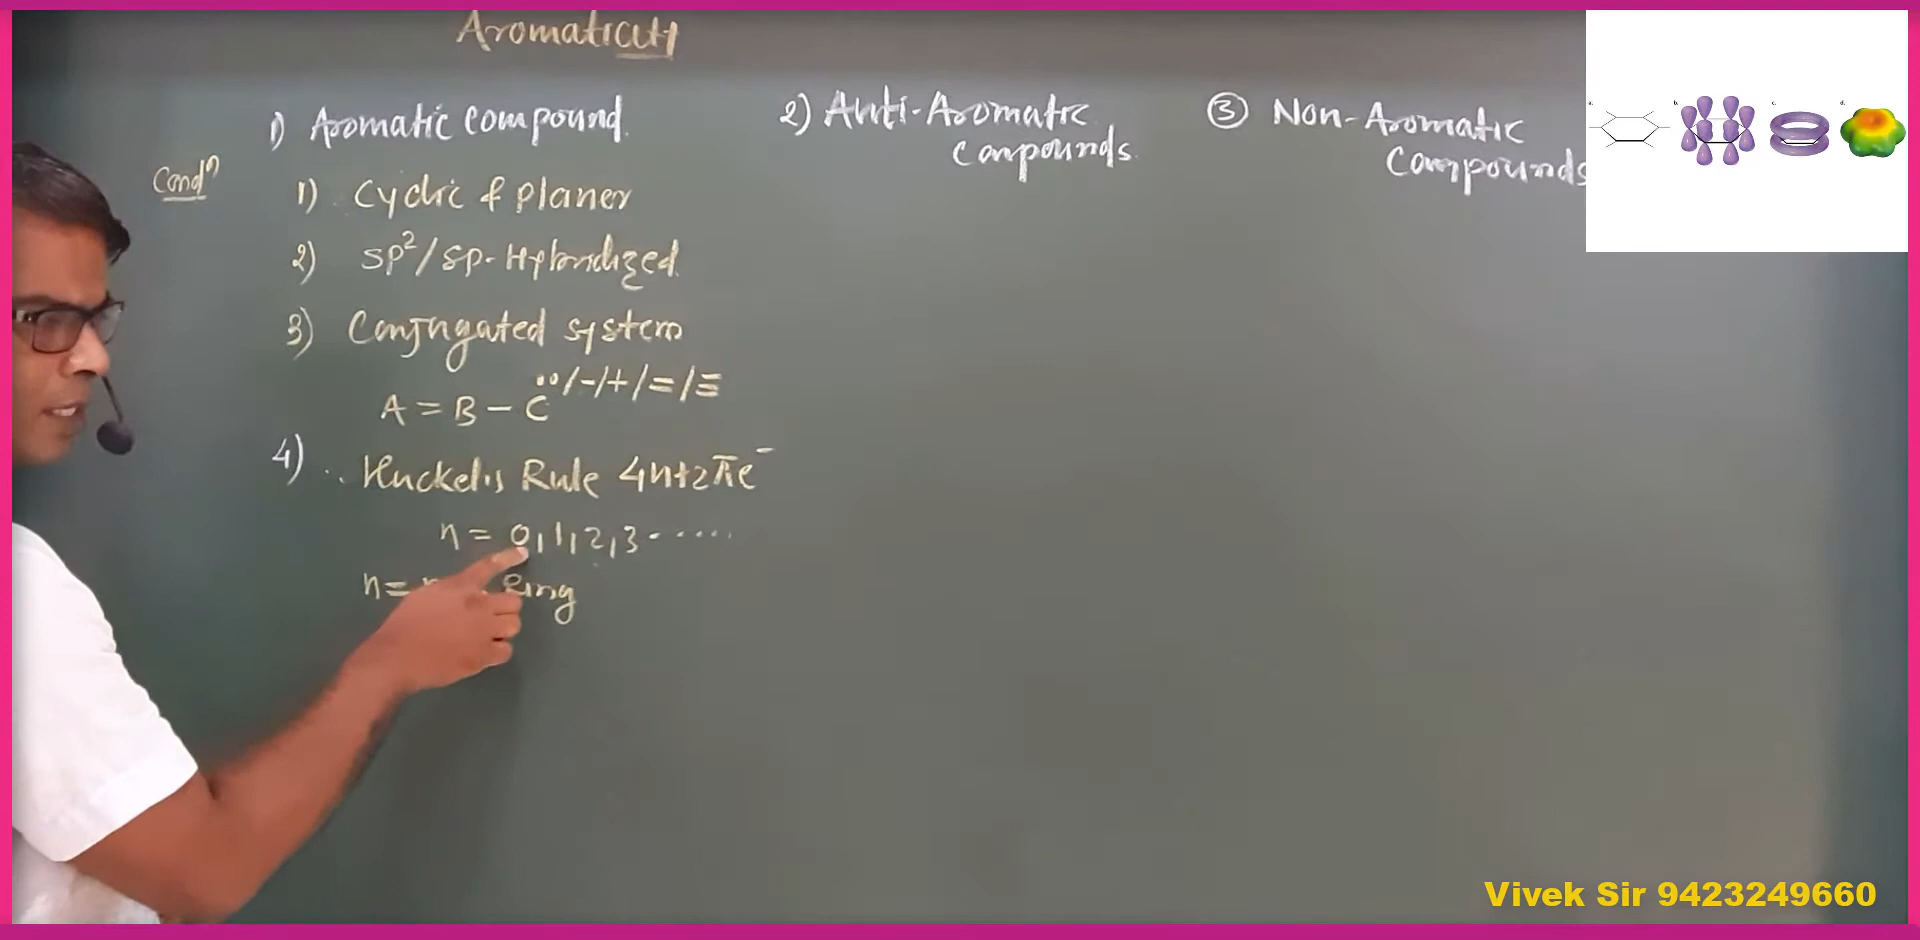 Aromaticity
1) Aromatic compound.
2) Anti-Aromatic
Compounds.
③ Non-Aromatic
Compounds
Condⁿ
1) Cyclic & planer
2) SP²/SP-Hybridized.
3) Conjugated system
A = B - C ••/-/+/=/≡
4) Huckel's Rule 4n+2πe⁻
n = 0,1,2,3......
n = Ring
a. b. c. d.
Vivek Sir 9423249660